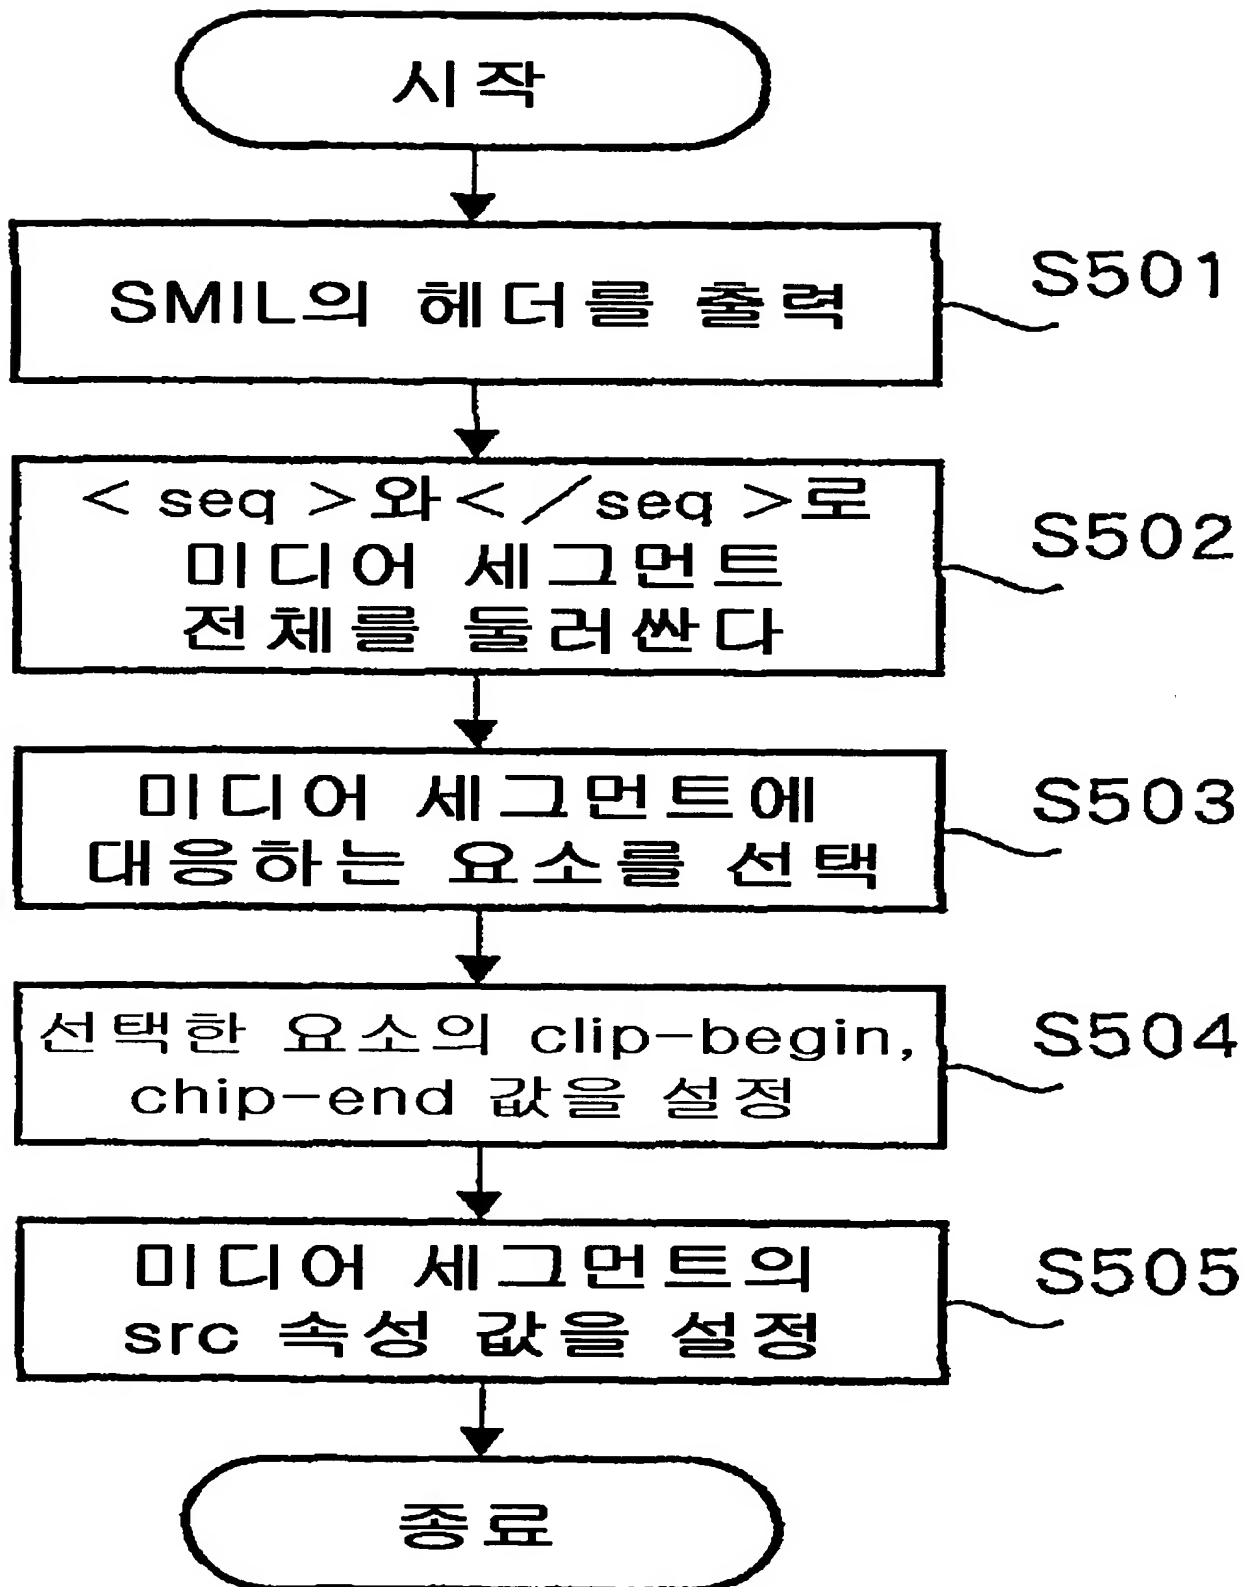 시작
SMIL의 헤더를 출력
S501
< seq >와< /seq >로
미디어 세그먼트
전체를 둘러싼다
S502
미디어 세그먼트에
대응하는 요소를 선택
S503
선택한 요소의 clip-begin,
chip-end 값을 설정
S504
미디어 세그먼트의
src 속성 값을 설정
S505
종료